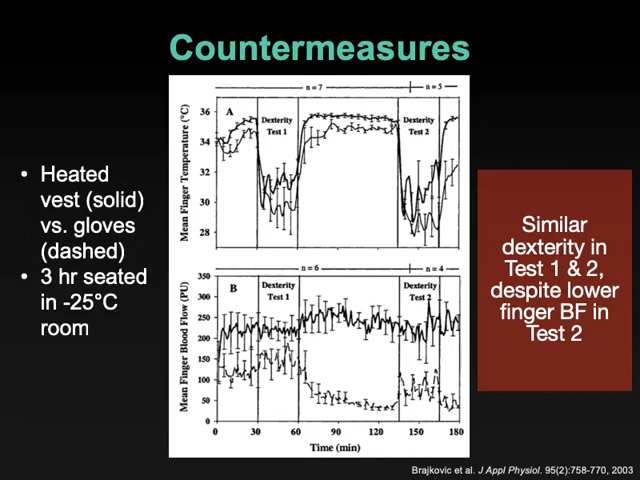 Countermeasures
• Heated
vest (solid)
vs. gloves
(dashed)
• 3 hr seated
in -25°C
room
n = 7
n = 5
A
Dexterity
Test 1
Dexterity
Test 2
Mean Finger Temperature (°C)
36
34
32
30
28
n = 6
n = 4
B
Dexterity
Test 1
Dexterity
Test 2
Mean Finger Blood Flow (PU)
350
300
250
200
150
100
50
0
0 30 60 90 120 150 180
Time (min)
Similar
dexterity in
Test 1 & 2,
despite lower
finger BF in
Test 2
Brajkovic et al. J Appl Physiol. 95(2):758-770, 2003